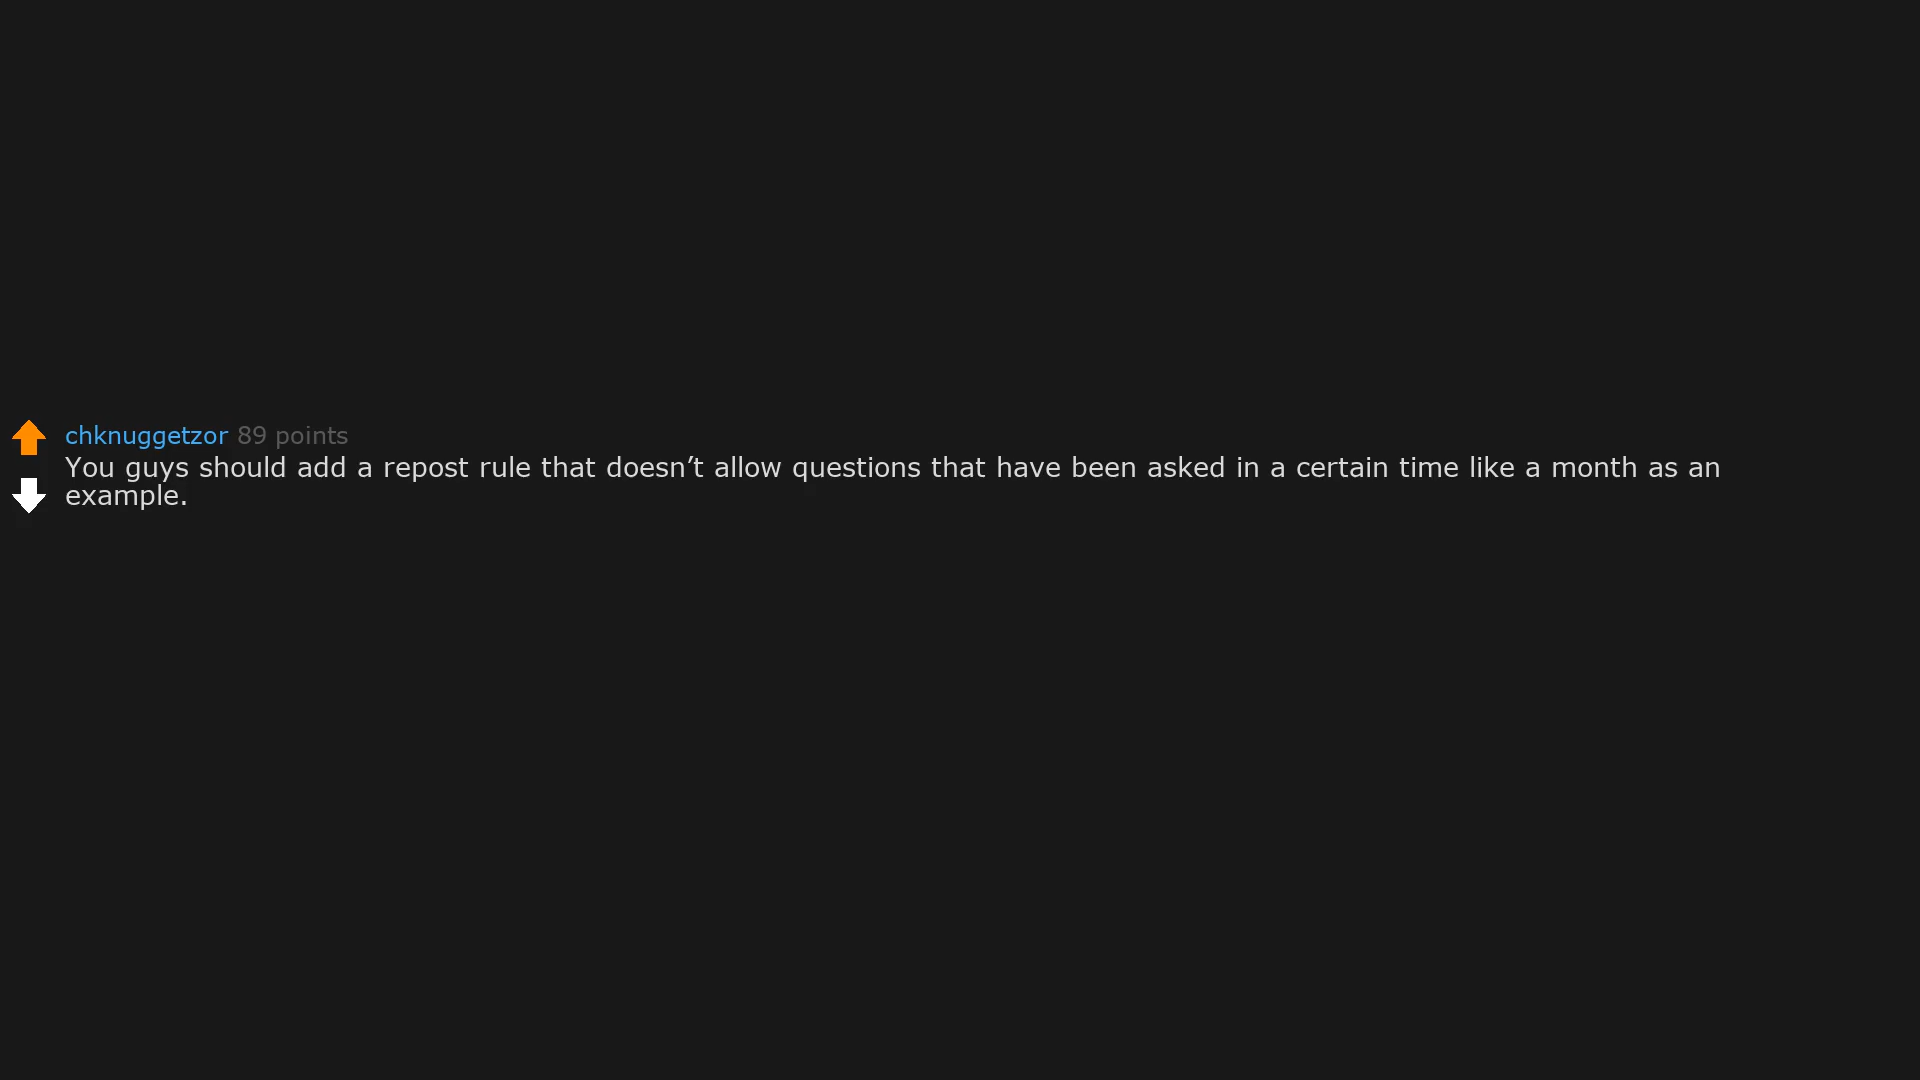 chknuggetzor 89 points
You guys should add a repost rule that doesn’t allow questions that have been asked in a certain time like a month as an
example.